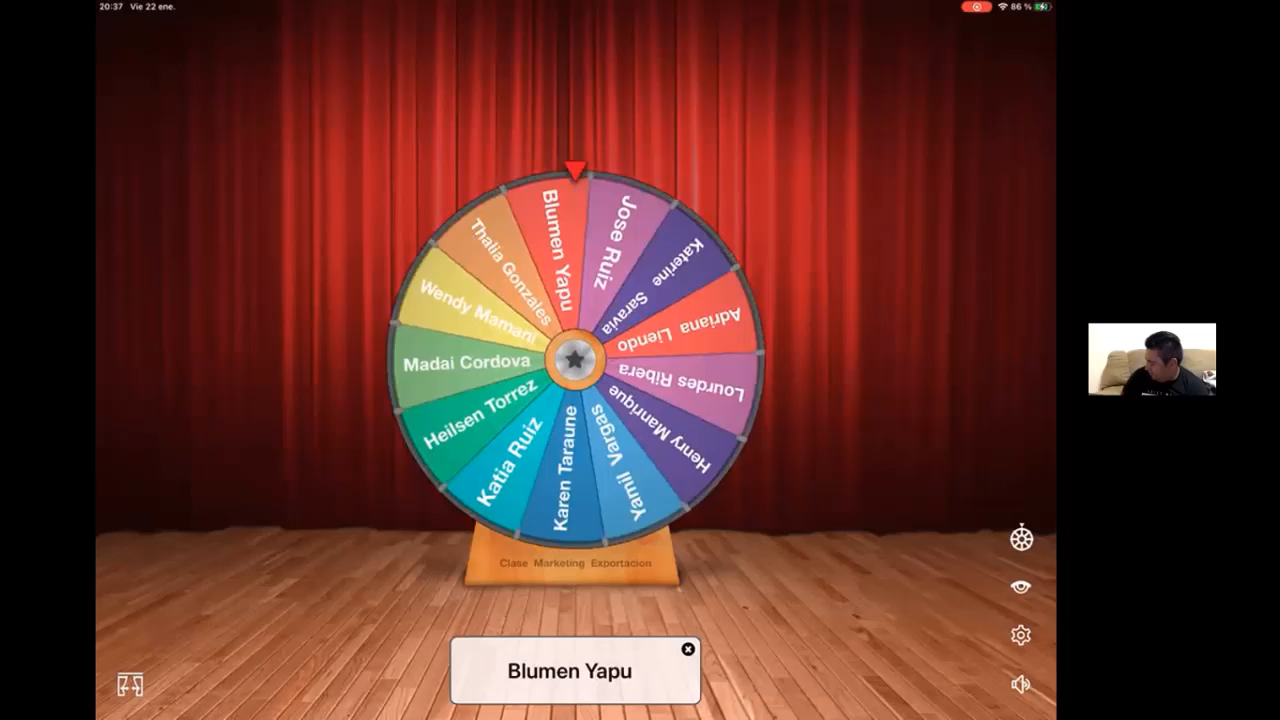 20:37 Vie 22 ene.
86 %
Blumen Yapu
Jose Ruiz
Katerine Saravia
Adriana Liendo
Lourdes Ribera
Henry Manrique
Yamil Vargas
Karen Taraune
Katia Ruiz
Heilsen Torrez
Madai Cordova
Wendy Mamani
Thalia Gonzales
Clase Marketing Exportacion
Blumen Yapu